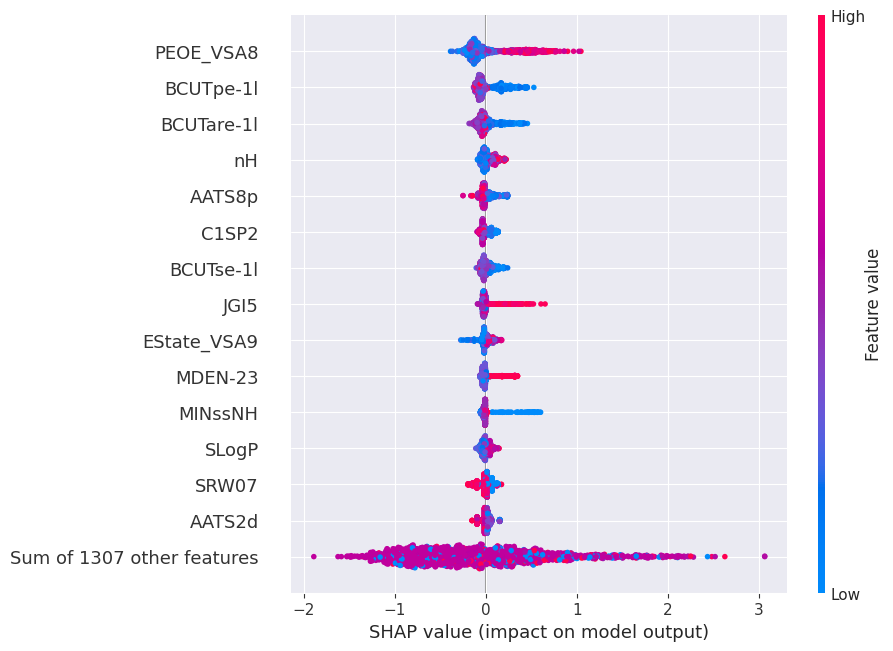 High
PEOE_VSA8
BCUTpe-1l
BCUTare-1l
nH
AATS8p
C1SP2
BCUTse-1l
JGI5
EState_VSA9
MDEN-23
MINssNH
SLogP
SRW07
AATS2d
Sum of 1307 other features
Feature value
Low
−2 −1 0 1 2 3
SHAP value (impact on model output)